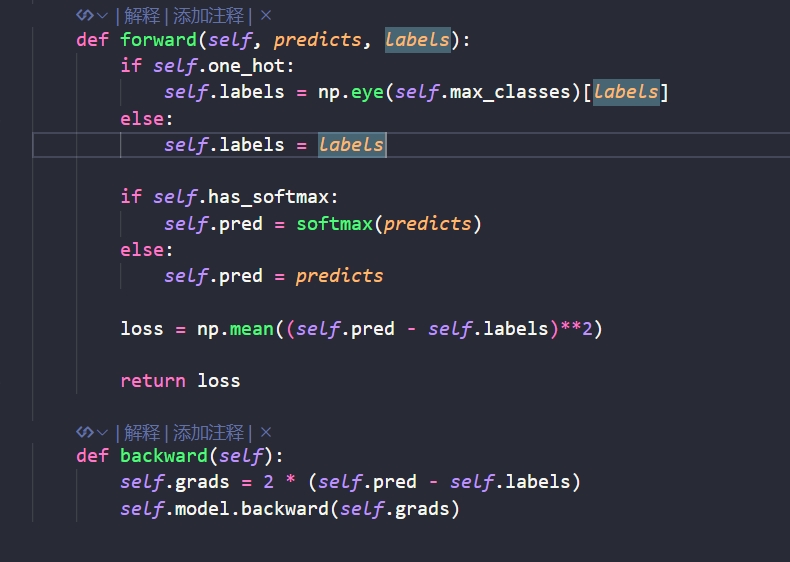 |解释|添加注释|×
def forward(self, predicts, labels):
if self.one_hot:
self.labels = np.eye(self.max_classes)[labels]
else:
self.labels = labels
if self.has_softmax:
self.pred = softmax(predicts)
else:
self.pred = predicts
loss = np.mean((self.pred - self.labels)**2)
return loss
|解释|添加注释|×
def backward(self):
self.grads = 2 * (self.pred - self.labels)
self.model.backward(self.grads)